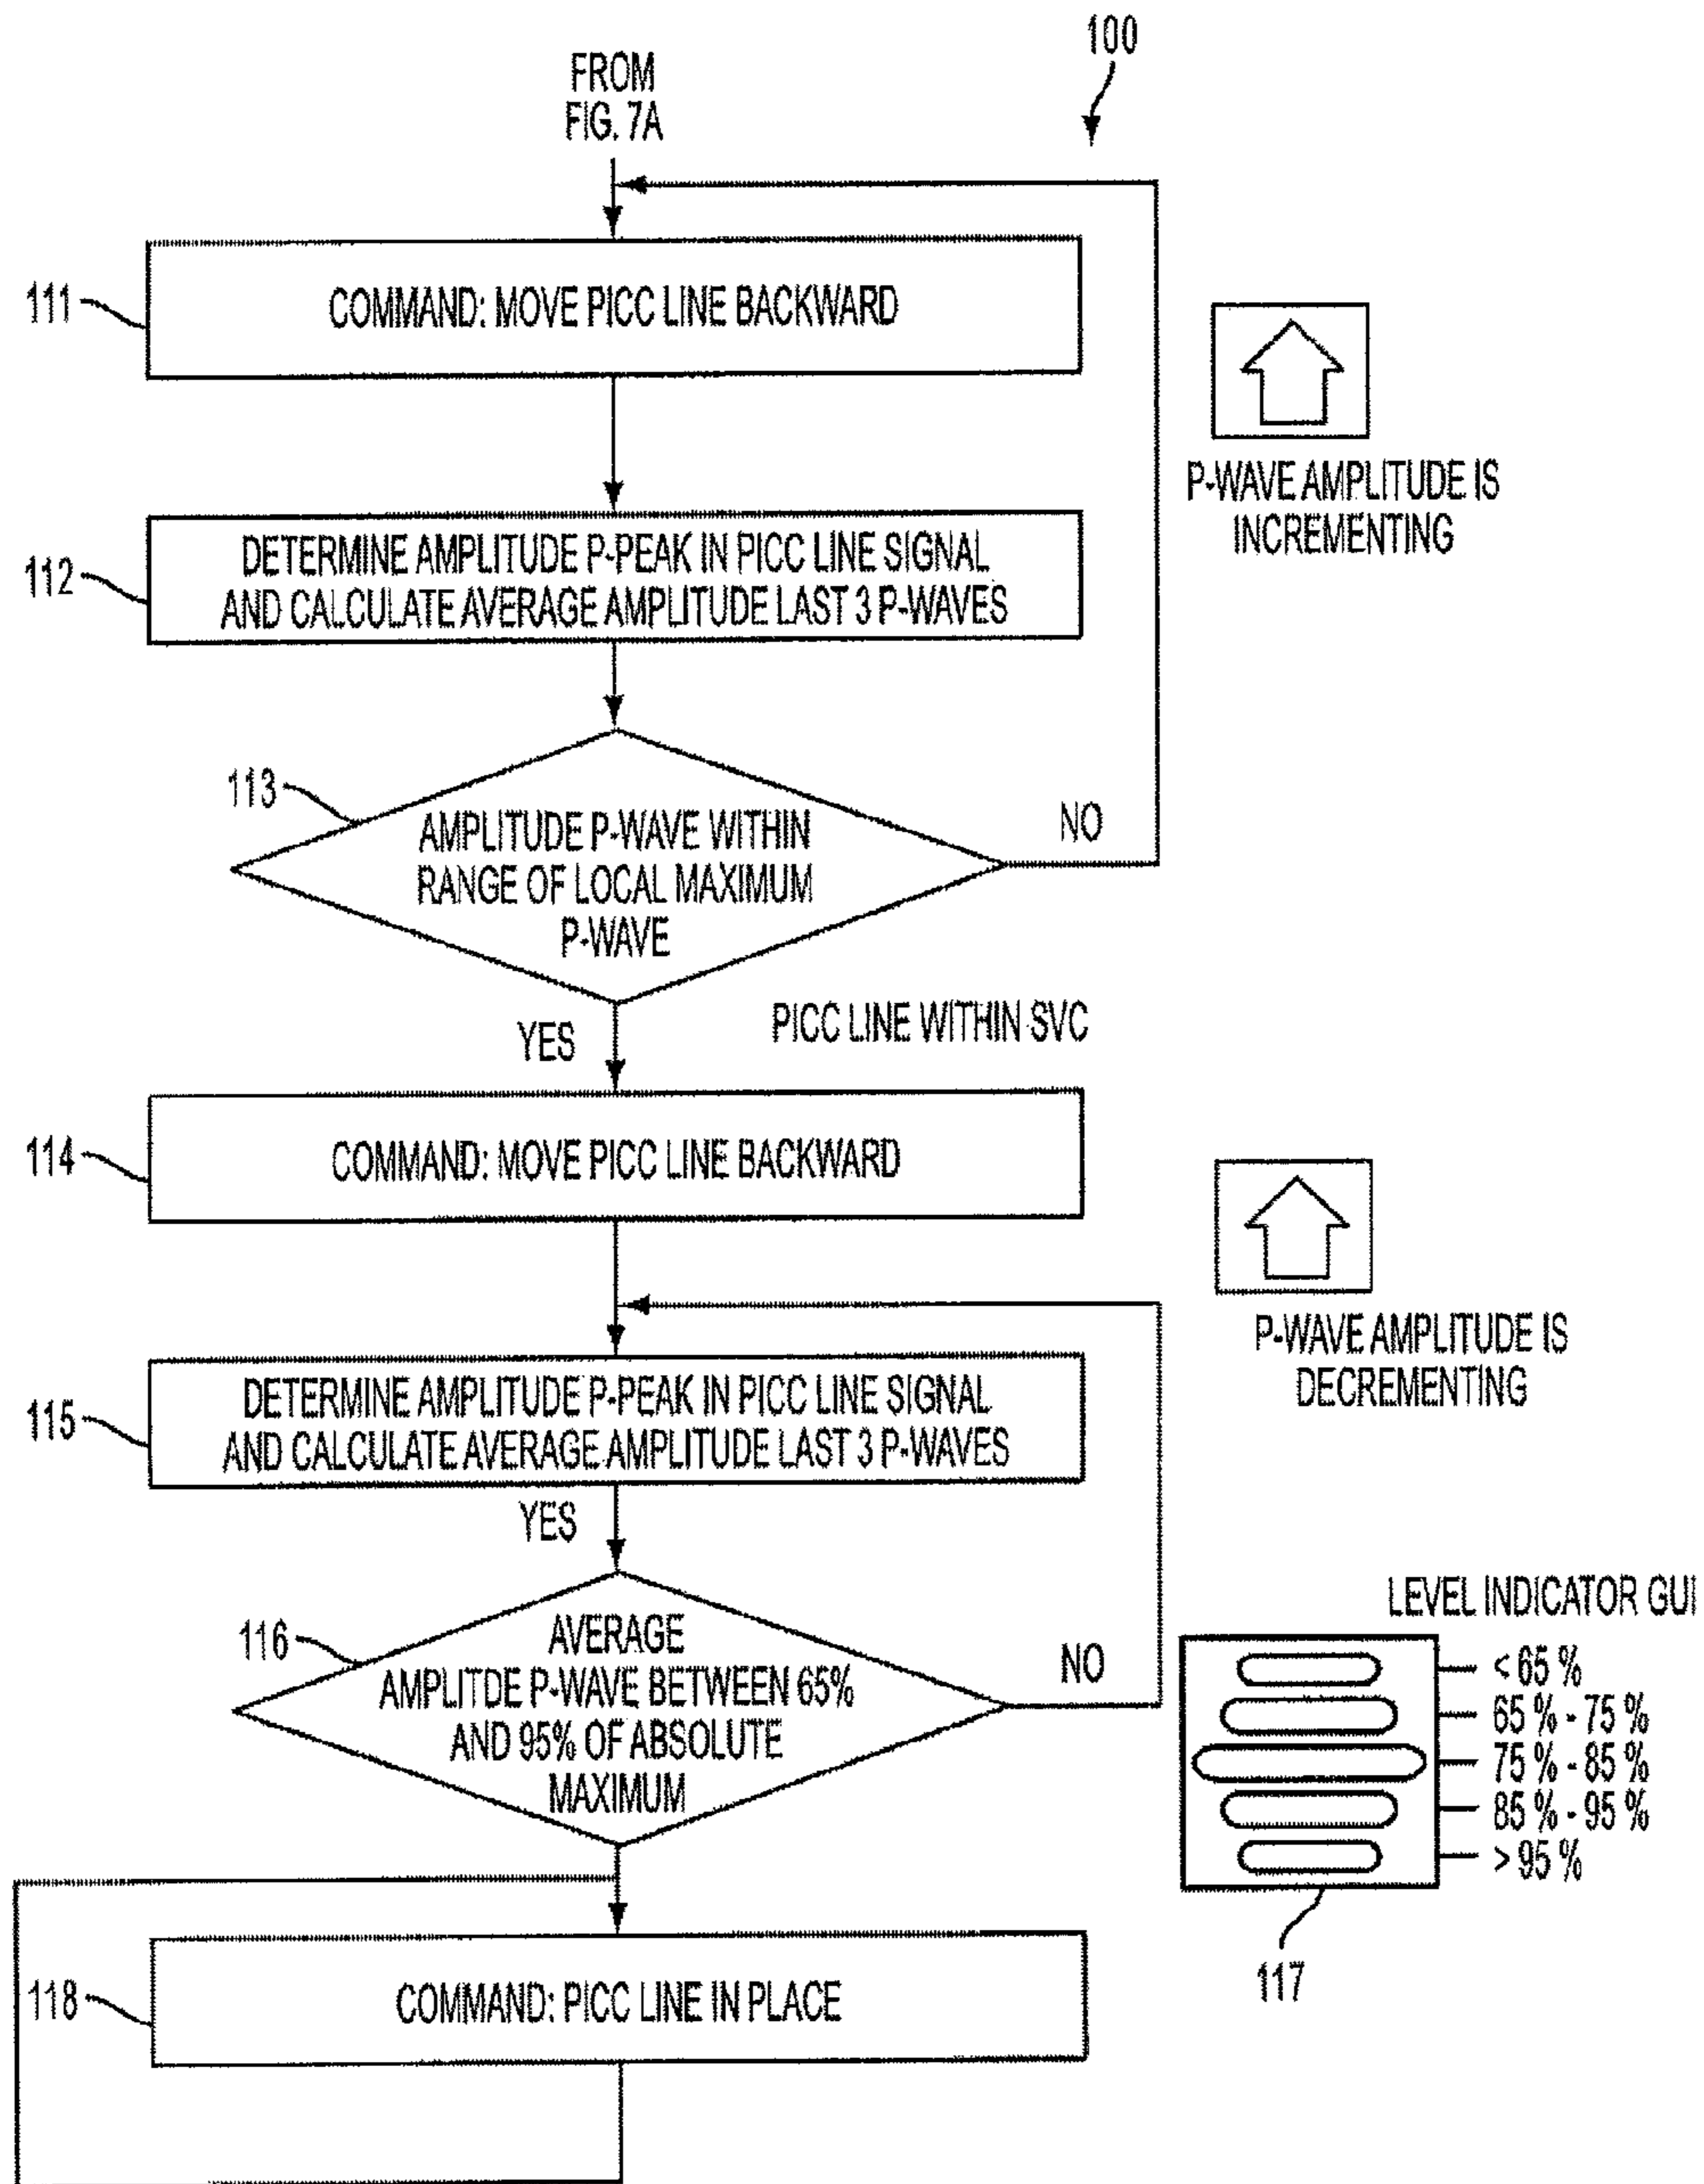 100
FROM
FIG. 7A
111
COMMAND: MOVE PICC LINE BACKWARD
P-WAVE AMPLITUDE IS
INCREMENTING
112
DETERMINE AMPLITUDE P-PEAK IN PICC LINE SIGNAL
AND CALCULATE AVERAGE AMPLITUDE LAST 3 P-WAVES
113
AMPLITUDE P-WAVE WITHIN
RANGE OF LOCAL MAXIMUM
P-WAVE
NO
YES
PICC LINE WITHIN SVC
114
COMMAND: MOVE PICC LINE BACKWARD
P-WAVE AMPLITUDE IS
DECREMENTING
115
DETERMINE AMPLITUDE P-PEAK IN PICC LINE SIGNAL
AND CALCULATE AVERAGE AMPLITUDE LAST 3 P-WAVES
YES
116
AVERAGE
AMPLITDE P-WAVE BETWEEN 65%
AND 95% OF ABSOLUTE
MAXIMUM
NO
LEVEL INDICATOR GUI
< 65 %
65 % - 75 %
75 % - 85 %
85 % - 95 %
> 95 %
117
118
COMMAND: PICC LINE IN PLACE